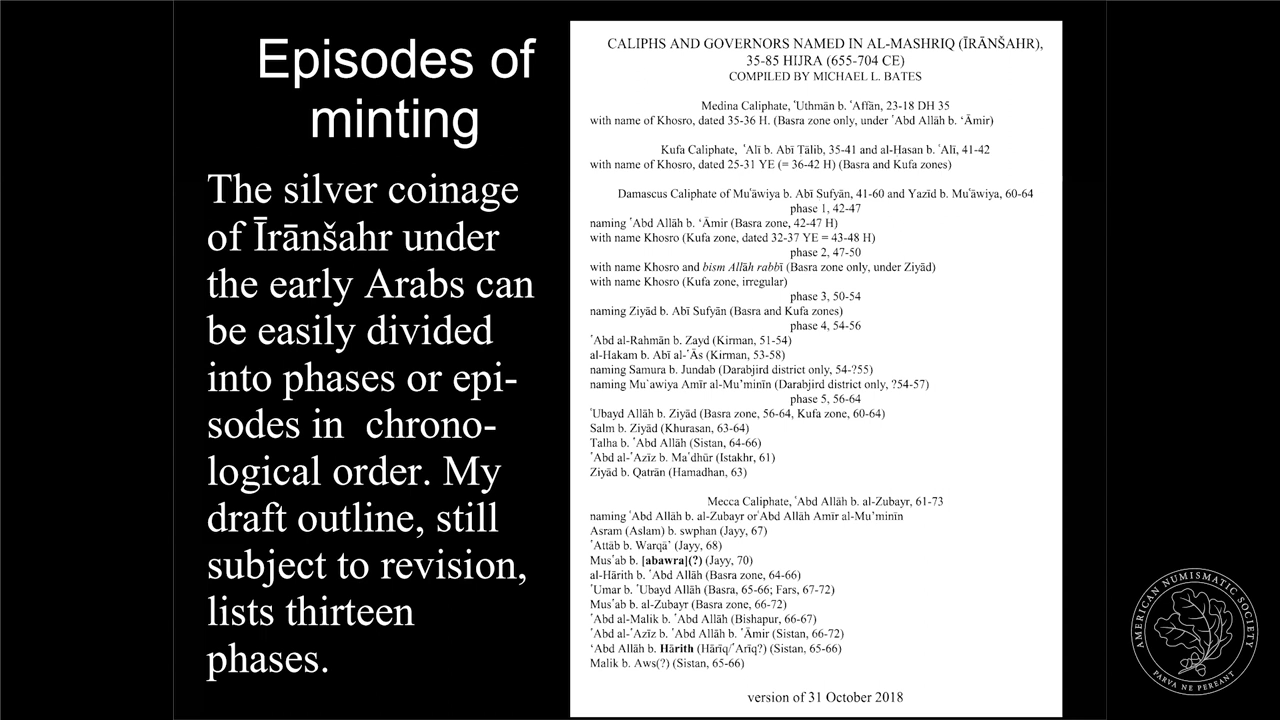 Episodes of
minting
The silver coinage
of Īrānšahr under
the early Arabs can
be easily divided
into phases or epi-
sodes in chrono-
logical order. My
draft outline, still
subject to revision,
lists thirteen
phases.
CALIPHS AND GOVERNORS NAMED IN AL-MASHRIQ (ĪRĀNŠAHR),
35-85 HIJRA (655-704 CE)
COMPILED BY MICHAEL L. BATES
Medina Caliphate, ʿUthmān b. ʿAffān, 23-18 DH 35
with name of Khosro, dated 35-36 H. (Basra zone only, under ʿAbd Allāh b. ‘Āmir)
Kufa Caliphate, ʿAlī b. Abī Tālib, 35-41 and al-Hasan b. ʿAlī, 41-42
with name of Khosro, dated 25-31 YE (= 36-42 H) (Basra and Kufa zones)
Damascus Caliphate of Muʿāwiya b. Abī Sufyān, 41-60 and Yazīd b. Muʿāwiya, 60-64
phase 1, 42-47
naming ʿAbd Allāh b. ‘Āmir (Basra zone, 42-47 H)
with name Khosro (Kufa zone, dated 32-37 YE = 43-48 H)
phase 2, 47-50
with name Khosro and bism Allāh rabbī (Basra zone only, under Ziyād)
with name Khosro (Kufa zone, irregular)
phase 3, 50-54
naming Ziyād b. Abī Sufyān (Basra and Kufa zones)
phase 4, 54-56
ʿAbd al-Rahmān b. Zayd (Kirman, 51-54)
al-Hakam b. Abī al-ʿĀs (Kirman, 53-58)
naming Samura b. Jundab (Darabjird district only, 54-?55)
naming Muʿawiya Amīr al-Mu’minīn (Darabjird district only, ?54-57)
phase 5, 56-64
ʿUbayd Allāh b. Ziyād (Basra zone, 56-64, Kufa zone, 60-64)
Salm b. Ziyād (Khurasan, 63-64)
Talha b. ʿAbd Allāh (Sistan, 64-66)
ʿAbd al-ʿAzīz b. Maʾdhūr (Istakhr, 61)
Ziyād b. Qatrān (Hamadhan, 63)
Mecca Caliphate, ʿAbd Allāh b. al-Zubayr, 61-73
naming ʿAbd Allāh b. al-Zubayr orʿAbd Allāh Amīr al-Mu’minīn
Asram (Aslam) b. swphan (Jayy, 67)
ʿAttāb b. Warqā’ (Jayy, 68)
Musʿab b. [abawra](?) (Jayy, 70)
al-Hārith b. ʿAbd Allāh (Basra zone, 64-66)
ʿUmar b. ʿUbayd Allāh (Basra, 65-66; Fars, 67-72)
Musʿab b. al-Zubayr (Basra zone, 66-72)
ʿAbd al-Malik b. ʿAbd Allāh (Bishapur, 66-67)
ʿAbd al-ʿAzīz b. ʿAbd Allāh b. ʿĀmir (Sistan, 66-72)
‘Abd Allāh b. Hārith (Hārīq/ʿArīq?) (Sistan, 65-66)
Malik b. Aws(?) (Sistan, 65-66)
version of 31 October 2018
AMERICAN NUMISMATIC SOCIETY
PARVA NE PEREANT